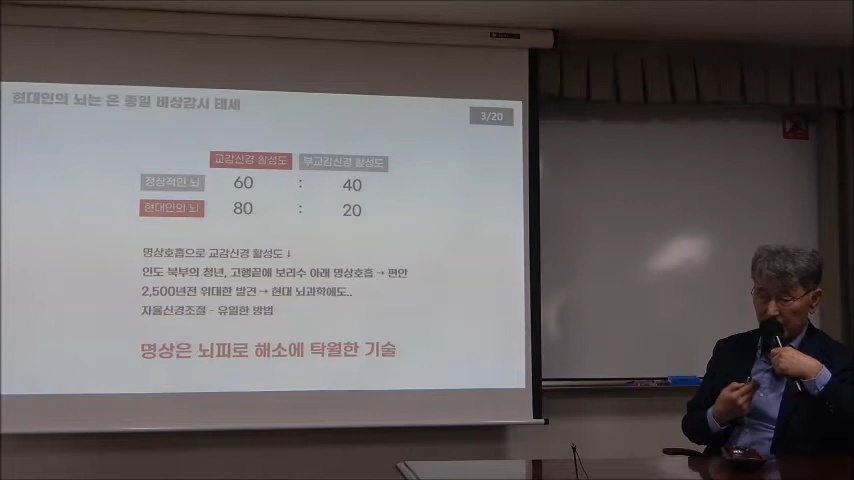 현대인의 뇌는 온 종일 비상감시 태세
3/20
교감신경 활성도 부교감신경 활성도
정상적인 뇌 60 : 40
현대인의 뇌 80 : 20
명상호흡으로 교감신경 활성도 ↓
인도 북부의 청년, 고행끝에 보리수 아래 명상호흡 → 편안
2,500년전 위대한 발견 → 현대 뇌과학에도..
자율신경조절 - 유일한 방법
명상은 뇌피로 해소에 탁월한 기술